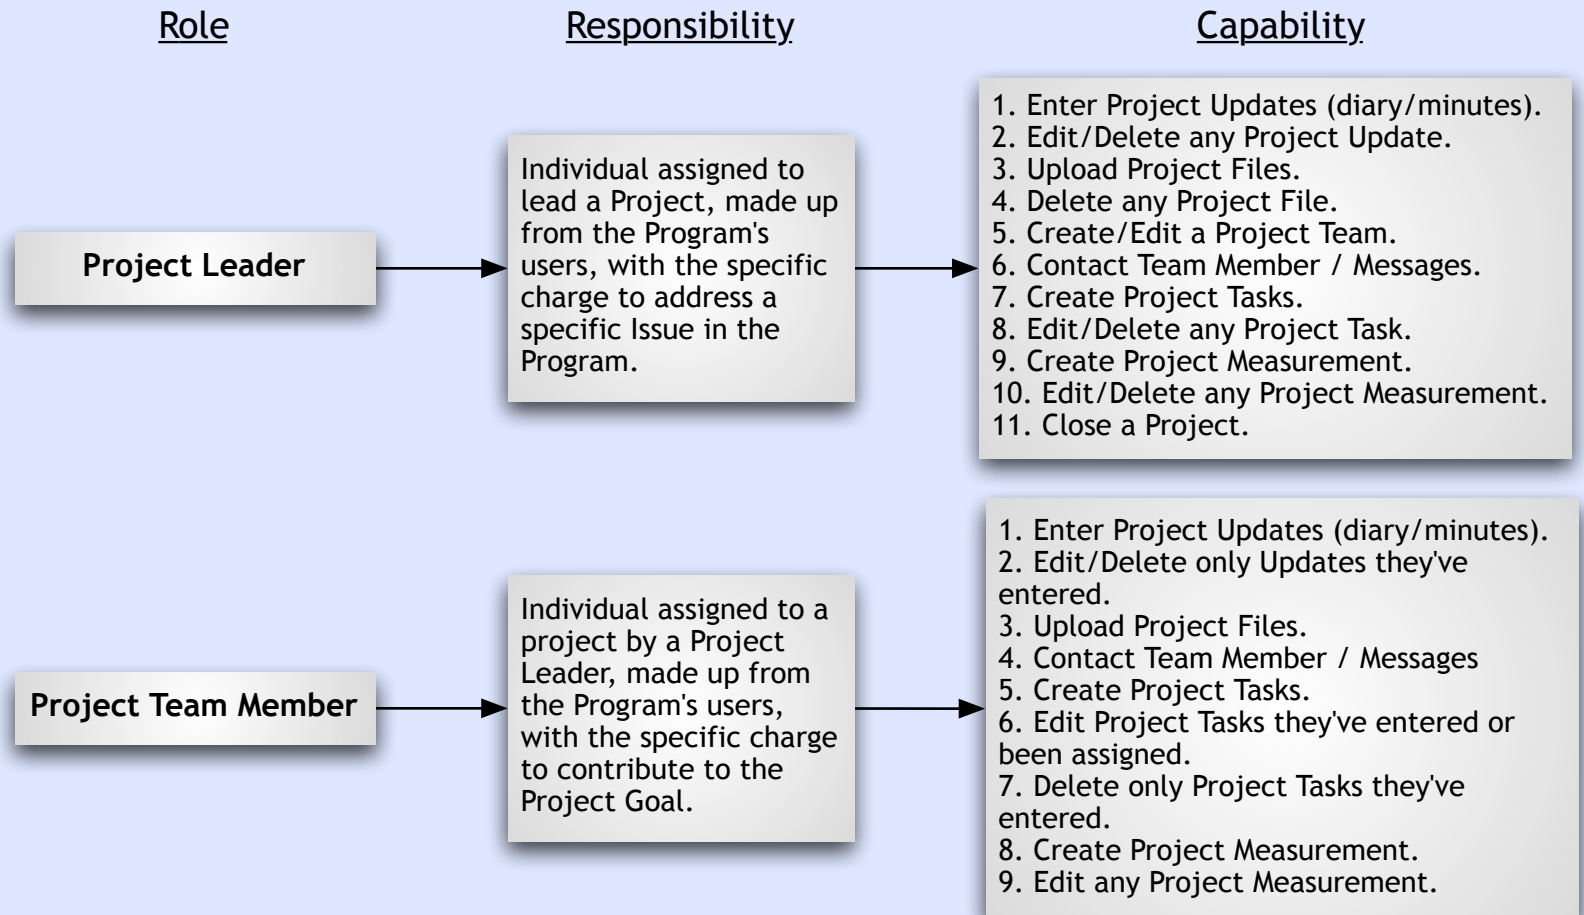 Role
Responsibility
Capability
Project Leader
Individual assigned to
lead a Project, made up
from the Program's
users, with the specific
charge to address a
specific Issue in the
Program.
1. Enter Project Updates (diary/minutes).
2. Edit/Delete any Project Update.
3. Upload Project Files.
4. Delete any Project File.
5. Create/Edit a Project Team.
6. Contact Team Member / Messages.
7. Create Project Tasks.
8. Edit/Delete any Project Task.
9. Create Project Measurement.
10. Edit/Delete any Project Measurement.
11. Close a Project.
Project Team Member
Individual assigned to a
project by a Project
Leader, made up from
the Program's users,
with the specific charge
to contribute to the
Project Goal.
1. Enter Project Updates (diary/minutes).
2. Edit/Delete only Updates they've
entered.
3. Upload Project Files.
4. Contact Team Member / Messages
5. Create Project Tasks.
6. Edit Project Tasks they've entered or
been assigned.
7. Delete only Project Tasks they've
entered.
8. Create Project Measurement.
9. Edit any Project Measurement.